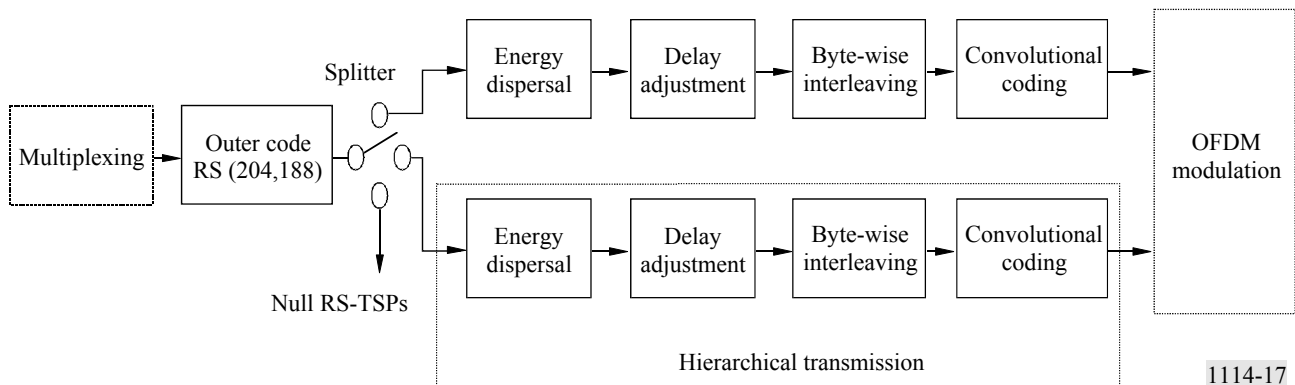 Splitter
Energy
dispersal
Delay
adjustment
Byte-wise
interleaving
Convolutional
coding
Multiplexing
Outer code
RS (204,188)
OFDM
modulation
Energy
dispersal
Delay
adjustment
Byte-wise
interleaving
Convolutional
coding
Null RS-TSPs
Hierarchical transmission
1114-17